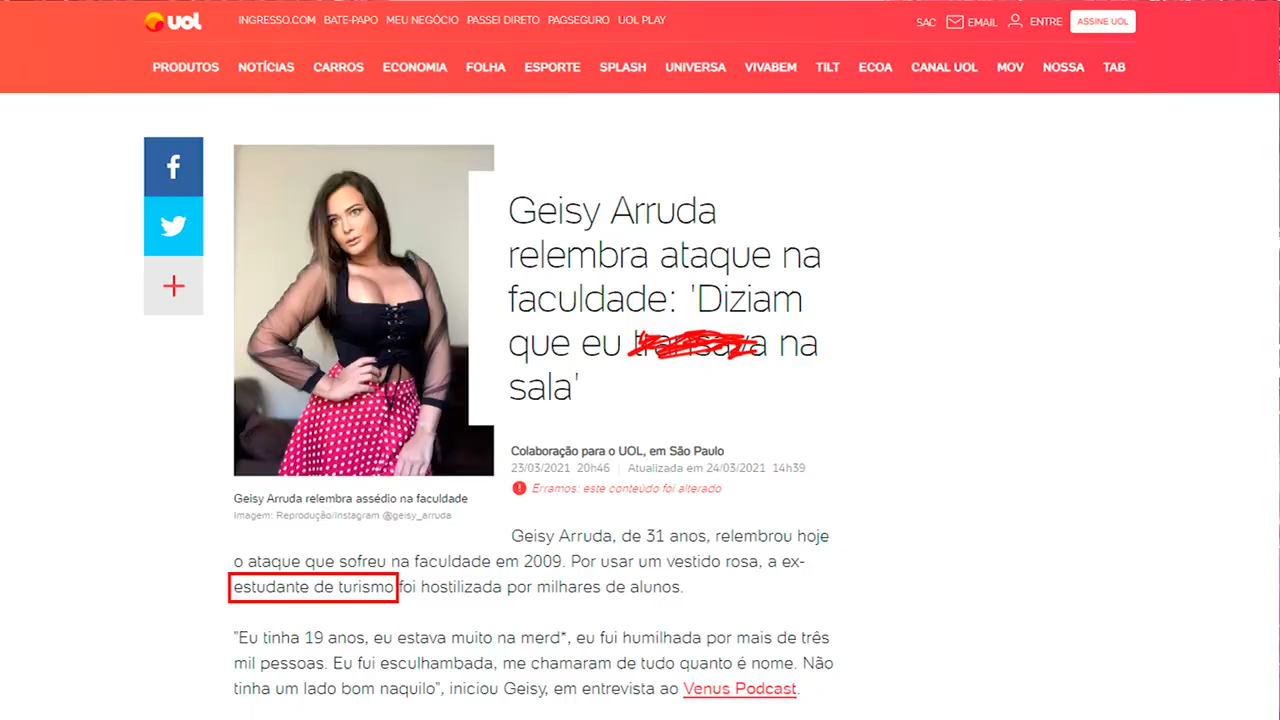 uol
INGRESSO.COM BATE-PAPO MEU NEGÓCIO PASSEI DIRETO PAGSEGURO UOL PLAY
SAC EMAIL ENTRE ASSINE UOL
PRODUTOS NOTÍCIAS CARROS ECONOMIA FOLHA ESPORTE SPLASH UNIVERSA VIVABEM TILT ECOA CANAL UOL MOV NOSSA TAB
Geisy Arruda
relembra ataque na
faculdade: 'Diziam
que eu transava na
sala'
Colaboração para o UOL, em São Paulo
23/03/2021 20h46 | Atualizada em 24/03/2021 14h39
Erramos: este conteúdo foi alterado
Geisy Arruda relembra assédio na faculdade
Imagem: Reprodução/Instagram @geisy_arruda
Geisy Arruda, de 31 anos, relembrou hoje
o ataque que sofreu na faculdade em 2009. Por usar um vestido rosa, a ex-
estudante de turismo foi hostilizada por milhares de alunos.
"Eu tinha 19 anos, eu estava muito na merd*, eu fui humilhada por mais de três
mil pessoas. Eu fui esculhambada, me chamaram de tudo quanto é nome. Não
tinha um lado bom naquilo", iniciou Geisy, em entrevista ao Venus Podcast.